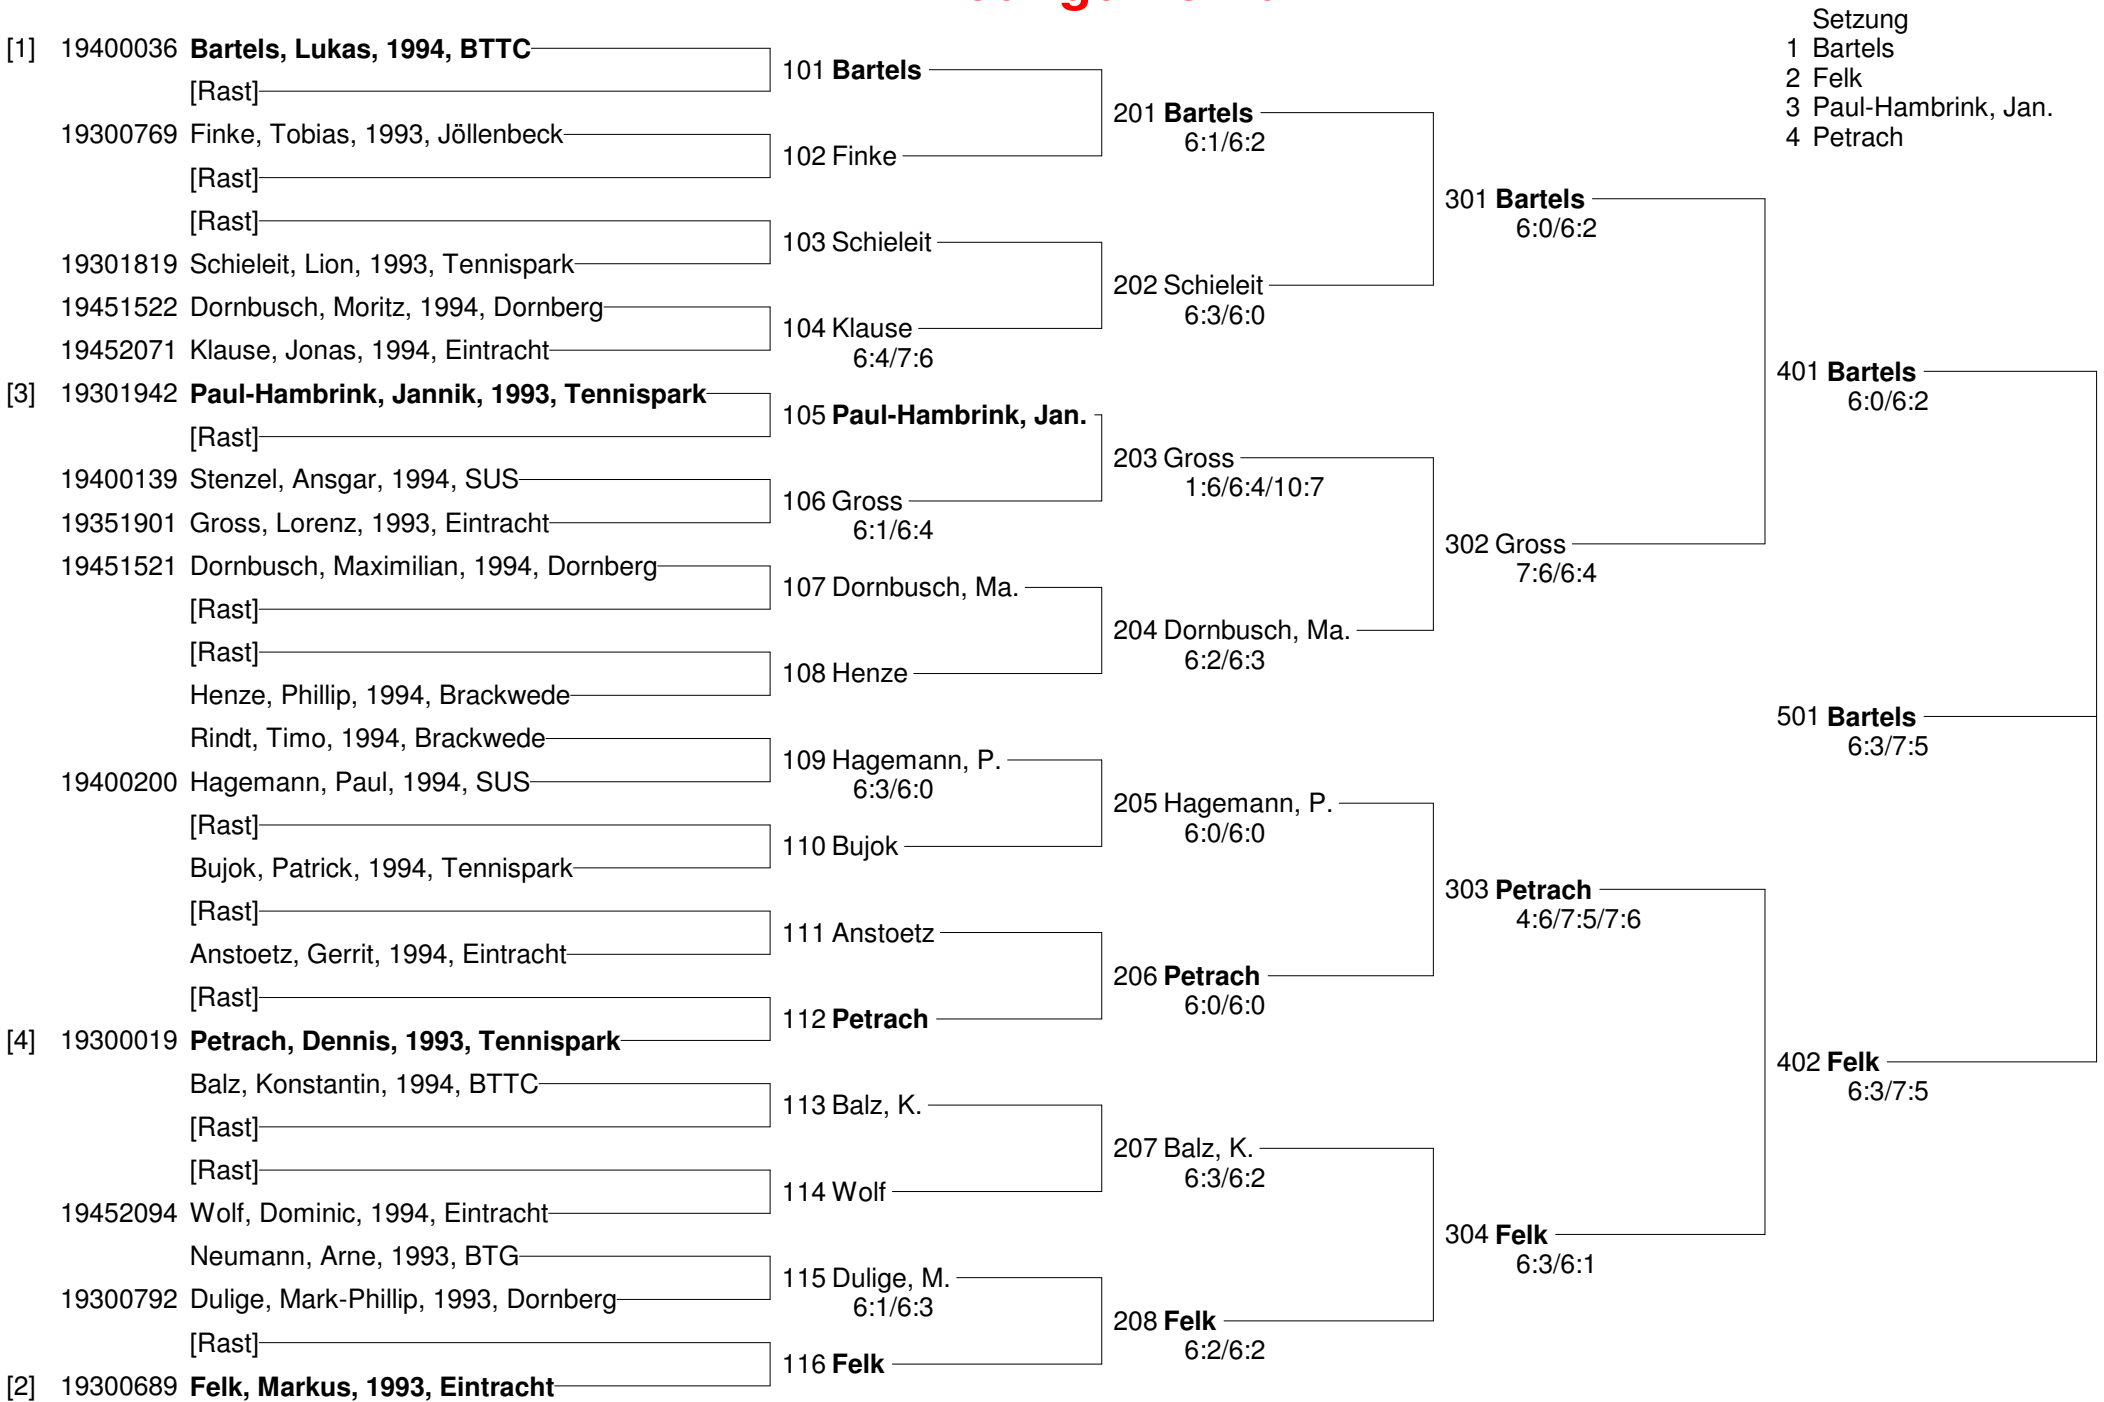 Setzung
1 Bartels
2 Felk
3 Paul-Hambrink, Jan.
4 Petrach
[1] 19400036 Bartels, Lukas, 1994, BTTC
[Rast]
19300769 Finke, Tobias, 1993, Jöllenbeck
[Rast]
[Rast]
19301819 Schieleit, Lion, 1993, Tennispark
19451522 Dornbusch, Moritz, 1994, Dornberg
19452071 Klause, Jonas, 1994, Eintracht
[3] 19301942 Paul-Hambrink, Jannik, 1993, Tennispark
[Rast]
19400139 Stenzel, Ansgar, 1994, SUS
19351901 Gross, Lorenz, 1993, Eintracht
19451521 Dornbusch, Maximilian, 1994, Dornberg
[Rast]
[Rast]
Henze, Phillip, 1994, Brackwede
Rindt, Timo, 1994, Brackwede
19400200 Hagemann, Paul, 1994, SUS
[Rast]
Bujok, Patrick, 1994, Tennispark
[Rast]
Anstoetz, Gerrit, 1994, Eintracht
[Rast]
[4] 19300019 Petrach, Dennis, 1993, Tennispark
Balz, Konstantin, 1994, BTTC
[Rast]
[Rast]
19452094 Wolf, Dominic, 1994, Eintracht
Neumann, Arne, 1993, BTG
19300792 Dulige, Mark-Phillip, 1993, Dornberg
[Rast]
[2] 19300689 Felk, Markus, 1993, Eintracht
101 Bartels
102 Finke
103 Schieleit
104 Klause
6:4/7:6
105 Paul-Hambrink, Jan.
106 Gross
6:1/6:4
107 Dornbusch, Ma.
108 Henze
109 Hagemann, P.
6:3/6:0
110 Bujok
111 Anstoetz
112 Petrach
113 Balz, K.
114 Wolf
115 Dulige, M.
6:1/6:3
116 Felk
201 Bartels
6:1/6:2
202 Schieleit
6:3/6:0
203 Gross
1:6/6:4/10:7
204 Dornbusch, Ma.
6:2/6:3
205 Hagemann, P.
6:0/6:0
206 Petrach
6:0/6:0
207 Balz, K.
6:3/6:2
208 Felk
6:2/6:2
301 Bartels
6:0/6:2
302 Gross
7:6/6:4
303 Petrach
4:6/7:5/7:6
304 Felk
6:3/6:1
401 Bartels
6:0/6:2
402 Felk
6:3/7:5
501 Bartels
6:3/7:5